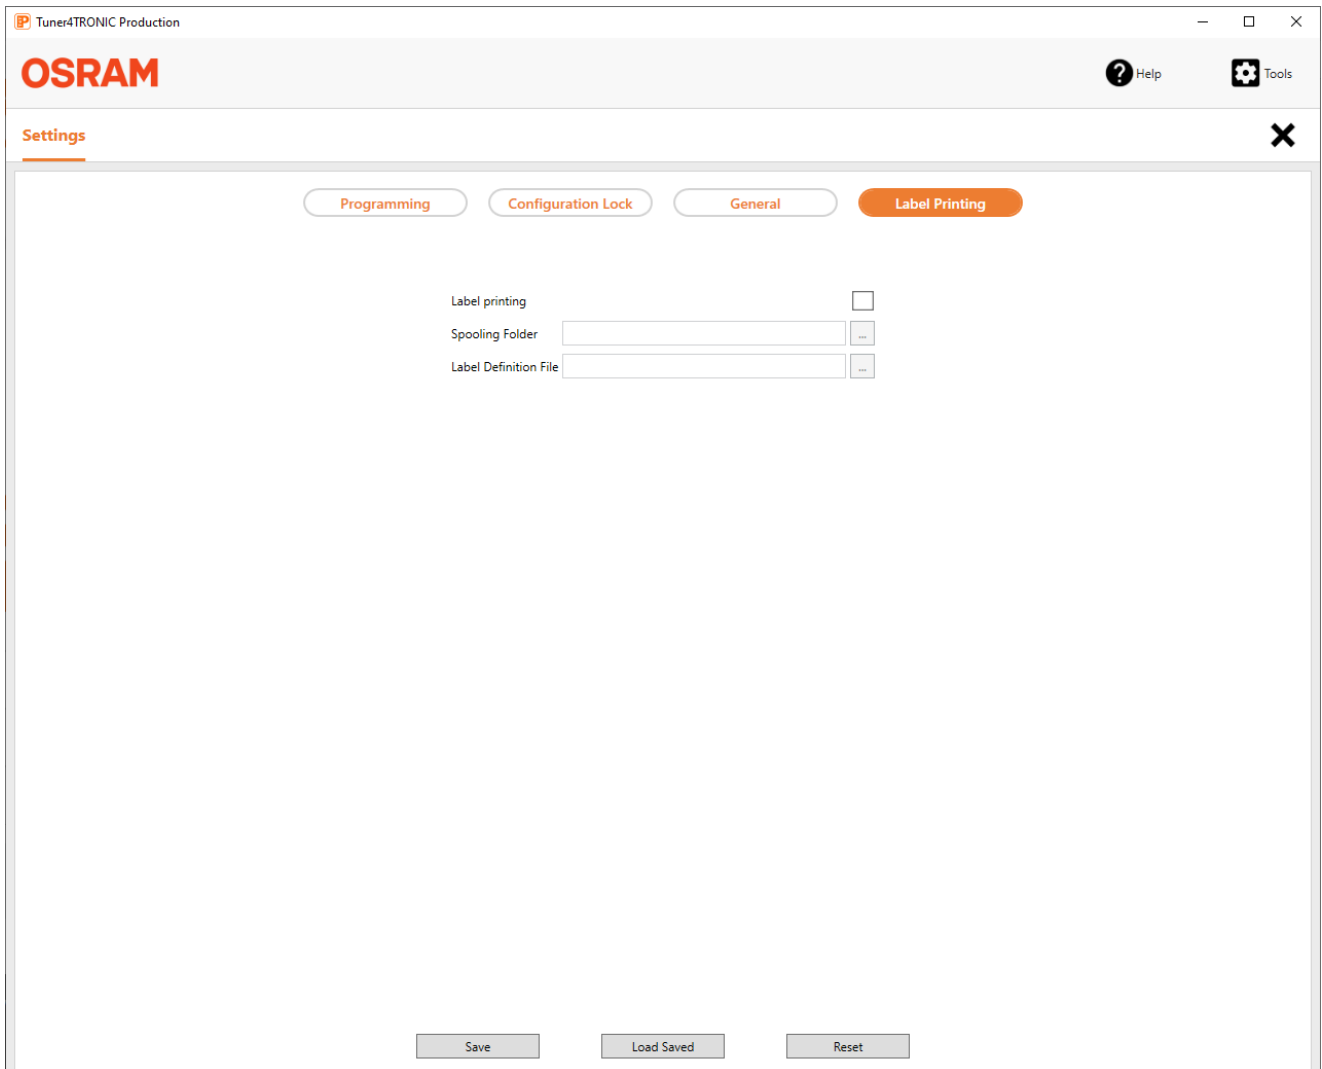 Tuner4TRONIC Production
OSRAM
Help
Tools
Settings
Programming
Configuration Lock
General
Label Printing
Label printing
Spooling Folder
...
Label Definition File
...
Save
Load Saved
Reset